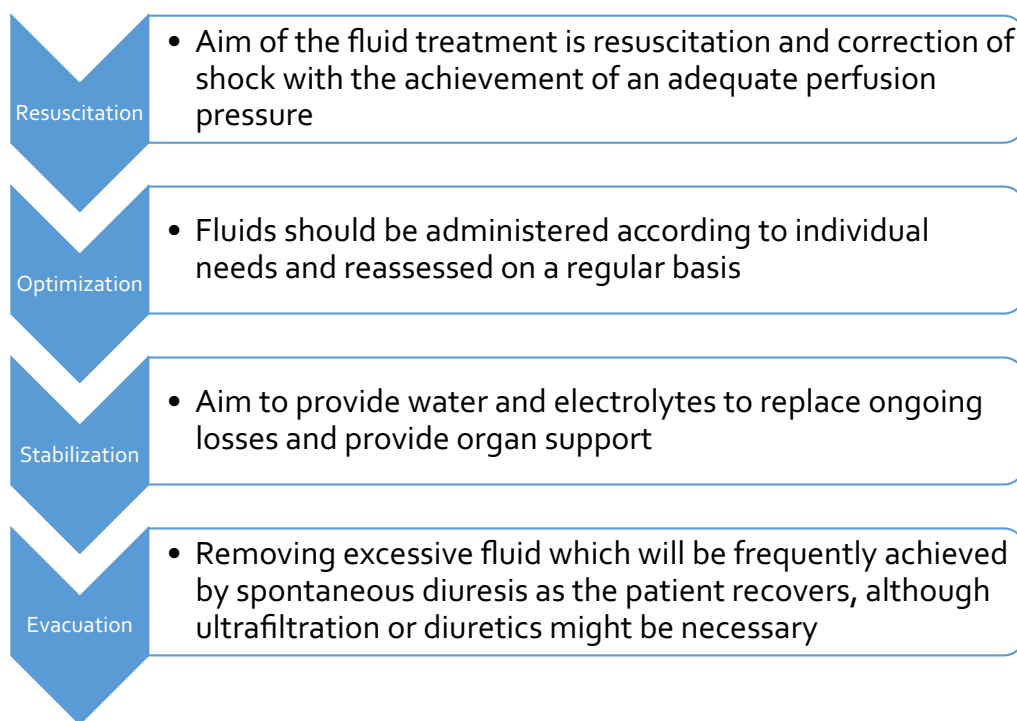 Resuscitation
• Aim of the fluid treatment is resuscitation and correction of
shock with the achievement of an adequate perfusion
pressure
Optimization
• Fluids should be administered according to individual
needs and reassessed on a regular basis
Stabilization
• Aim to provide water and electrolytes to replace ongoing
losses and provide organ support
Evacuation
• Removing excessive fluid which will be frequently achieved
by spontaneous diuresis as the patient recovers, although
ultrafiltration or diuretics might be necessary